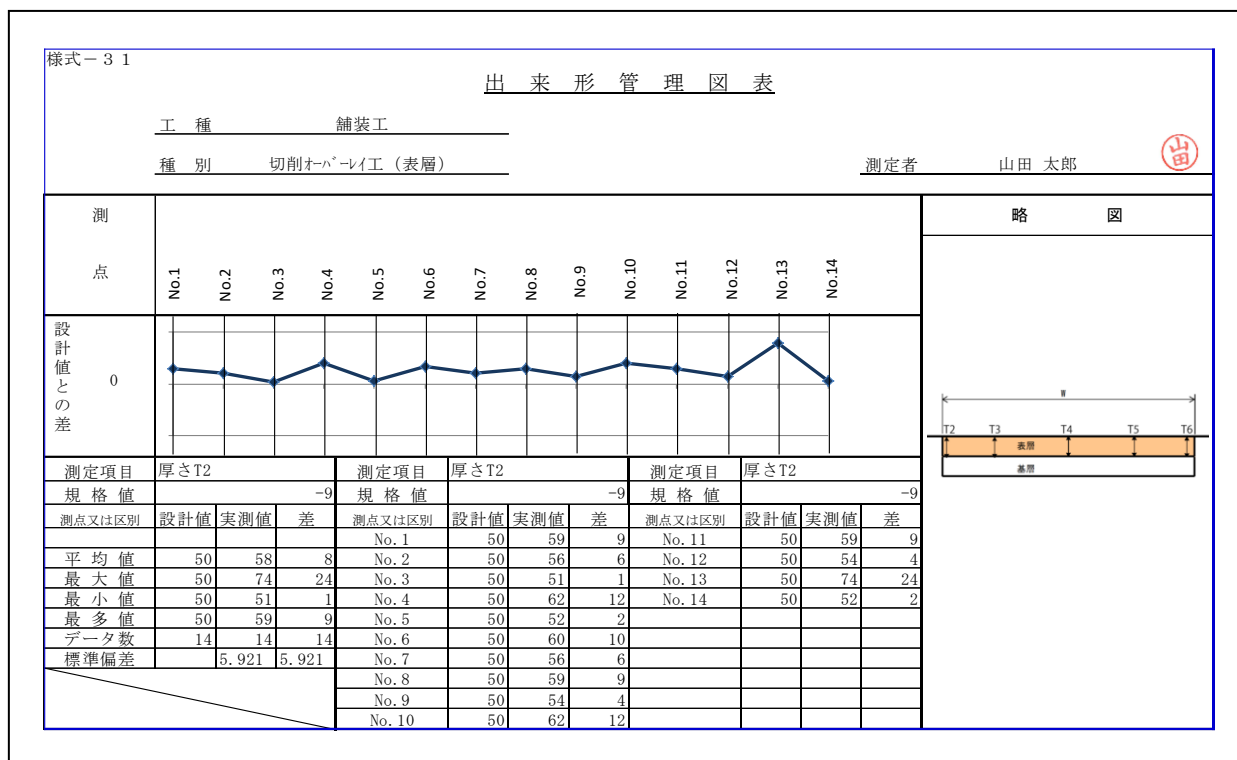 様式－３１
出 来 形 管 理 図 表
工 種 舗装工
種 別 切削ｵｰﾊﾞｰﾚｲ工（表層）
測定者 山田 太郎 山田
測点 No.1 No.2 No.3 No.4 No.5 No.6 No.7 No.8 No.9 No.10 No.11 No.12 No.13 No.14
略 図
設計値との差 0
W
T2 T3 T4 T5 T6
表層
基層
測定項目 厚さT2 測定項目 厚さT2 測定項目 厚さT2
規 格 値 -9 規 格 値 -9 規 格 値 -9
測点又は区別 設計値 実測値 差 測点又は区別 設計値 実測値 差 測点又は区別 設計値 実測値 差
No.1 50 59 9 No.11 50 59 9
平 均 値 50 58 8 No.2 50 56 6 No.12 50 54 4
最 大 値 50 74 24 No.3 50 51 1 No.13 50 74 24
最 小 値 50 51 1 No.4 50 62 12 No.14 50 52 2
最 多 値 50 59 9 No.5 50 52 2
データ数 14 14 14 No.6 50 60 10
標準偏差 5.921 5.921 No.7 50 56 6
No.8 50 59 9
No.9 50 54 4
No.10 50 62 12